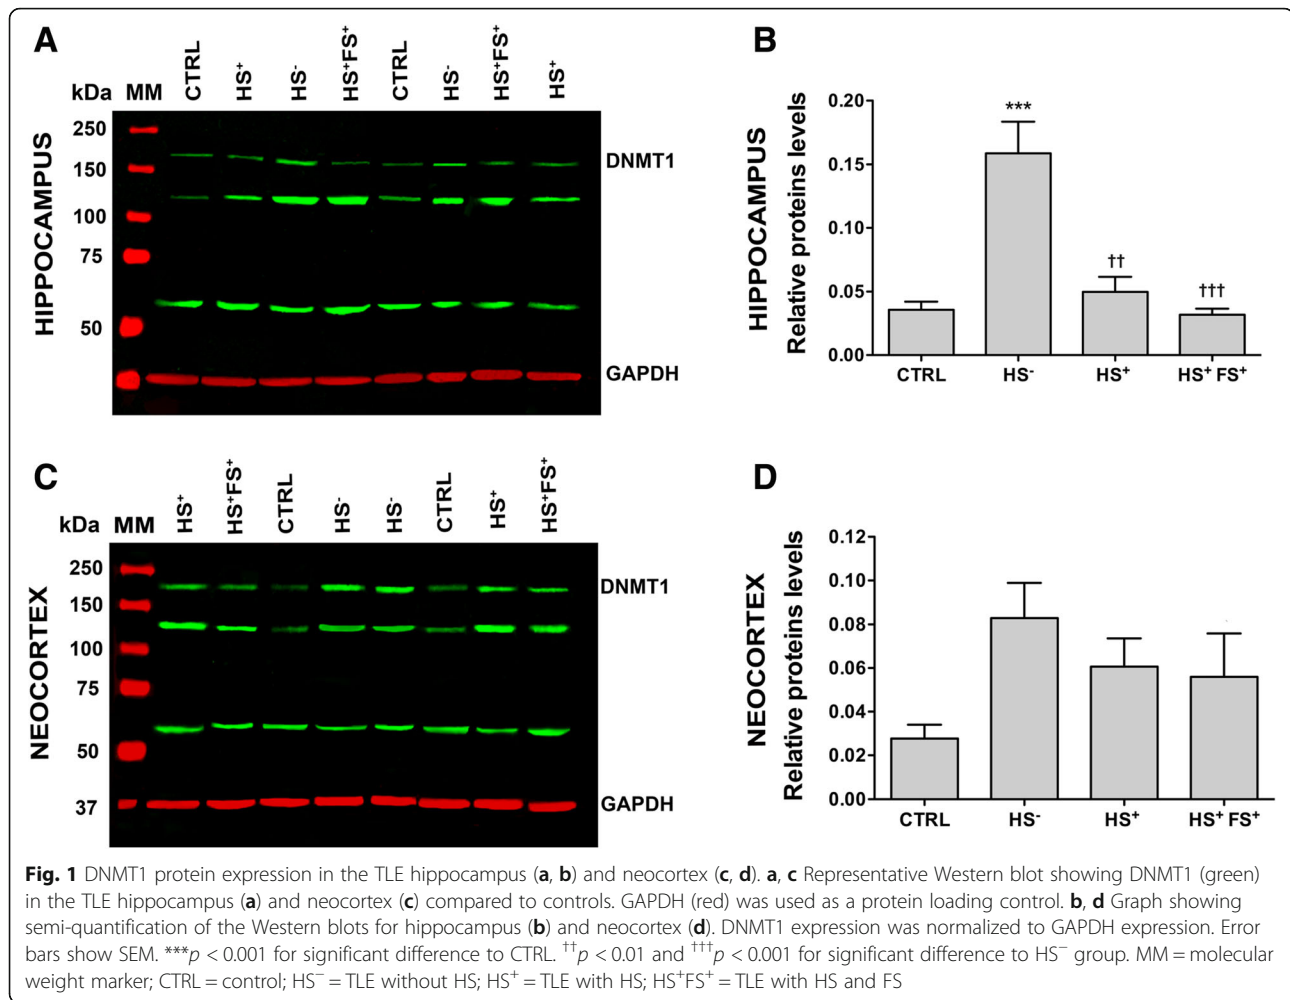 A
CTRL HS⁺ HS⁻ HS⁺FS⁺ CTRL HS⁻ HS⁺FS⁺ HS⁺
kDa MM
HIPPOCAMPUS
250
150
100
75
50
DNMT1
GAPDH
B
HIPPOCAMPUS
Relative proteins levels
0.20
0.15
0.10
0.05
0.00
***
††
†††
CTRL HS⁻ HS⁺ HS⁺ FS⁺
C
HS⁺ HS⁺FS⁺ CTRL HS⁻ HS⁻ CTRL HS⁺ HS⁺FS⁺
kDa MM
NEOCORTEX
250
150
100
75
50
37
DNMT1
GAPDH
D
NEOCORTEX
Relative proteins levels
0.12
0.10
0.08
0.06
0.04
0.02
0.00
CTRL HS⁻ HS⁺ HS⁺ FS⁺
Fig. 1 DNMT1 protein expression in the TLE hippocampus (a, b) and neocortex (c, d). a, c Representative Western blot showing DNMT1 (green)
in the TLE hippocampus (a) and neocortex (c) compared to controls. GAPDH (red) was used as a protein loading control. b, d Graph showing
semi-quantification of the Western blots for hippocampus (b) and neocortex (d). DNMT1 expression was normalized to GAPDH expression. Error
bars show SEM. ***p < 0.001 for significant difference to CTRL. ††p < 0.01 and †††p < 0.001 for significant difference to HS⁻ group. MM = molecular
weight marker; CTRL = control; HS⁻ = TLE without HS; HS⁺ = TLE with HS; HS⁺FS⁺ = TLE with HS and FS